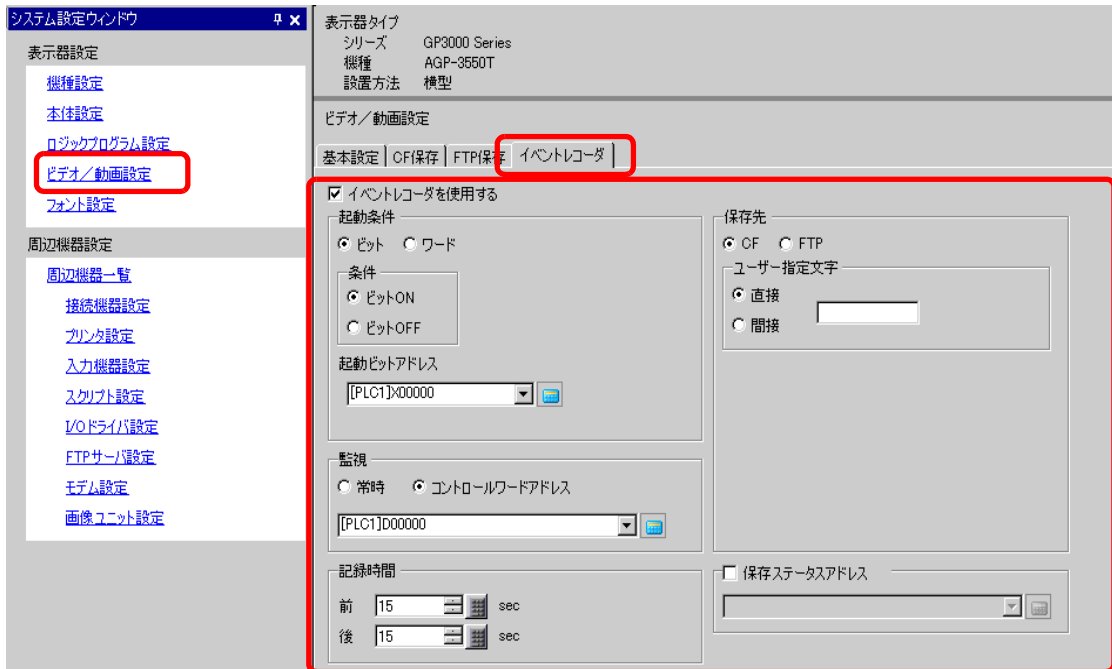 システム設定ウィンドウ
表示器設定
機種設定
本体設定
ロジックプログラム設定
ビデオ／動画設定
フォント設定
周辺機器設定
周辺機器一覧
接続機器設定
プリンタ設定
入力機器設定
スクリプト設定
I/Oドライバ設定
FTPサーバ設定
モデム設定
画像ユニット設定
表示器タイプ
シリーズ GP3000 Series
機種 AGP-3550T
設置方法 横型
ビデオ／動画設定
基本設定 CF保存 FTP保存 イベントレコーダ
イベントレコーダを使用する
起動条件
ビット ワード
条件
ビットON
ビットOFF
起動ビットアドレス
[PLC1]X00000
監視
常時 コントロールワードアドレス
[PLC1]D00000
記録時間
前 15 sec
後 15 sec
保存先
CF FTP
ユーザー指定文字
直接
間接
保存ステータスアドレス